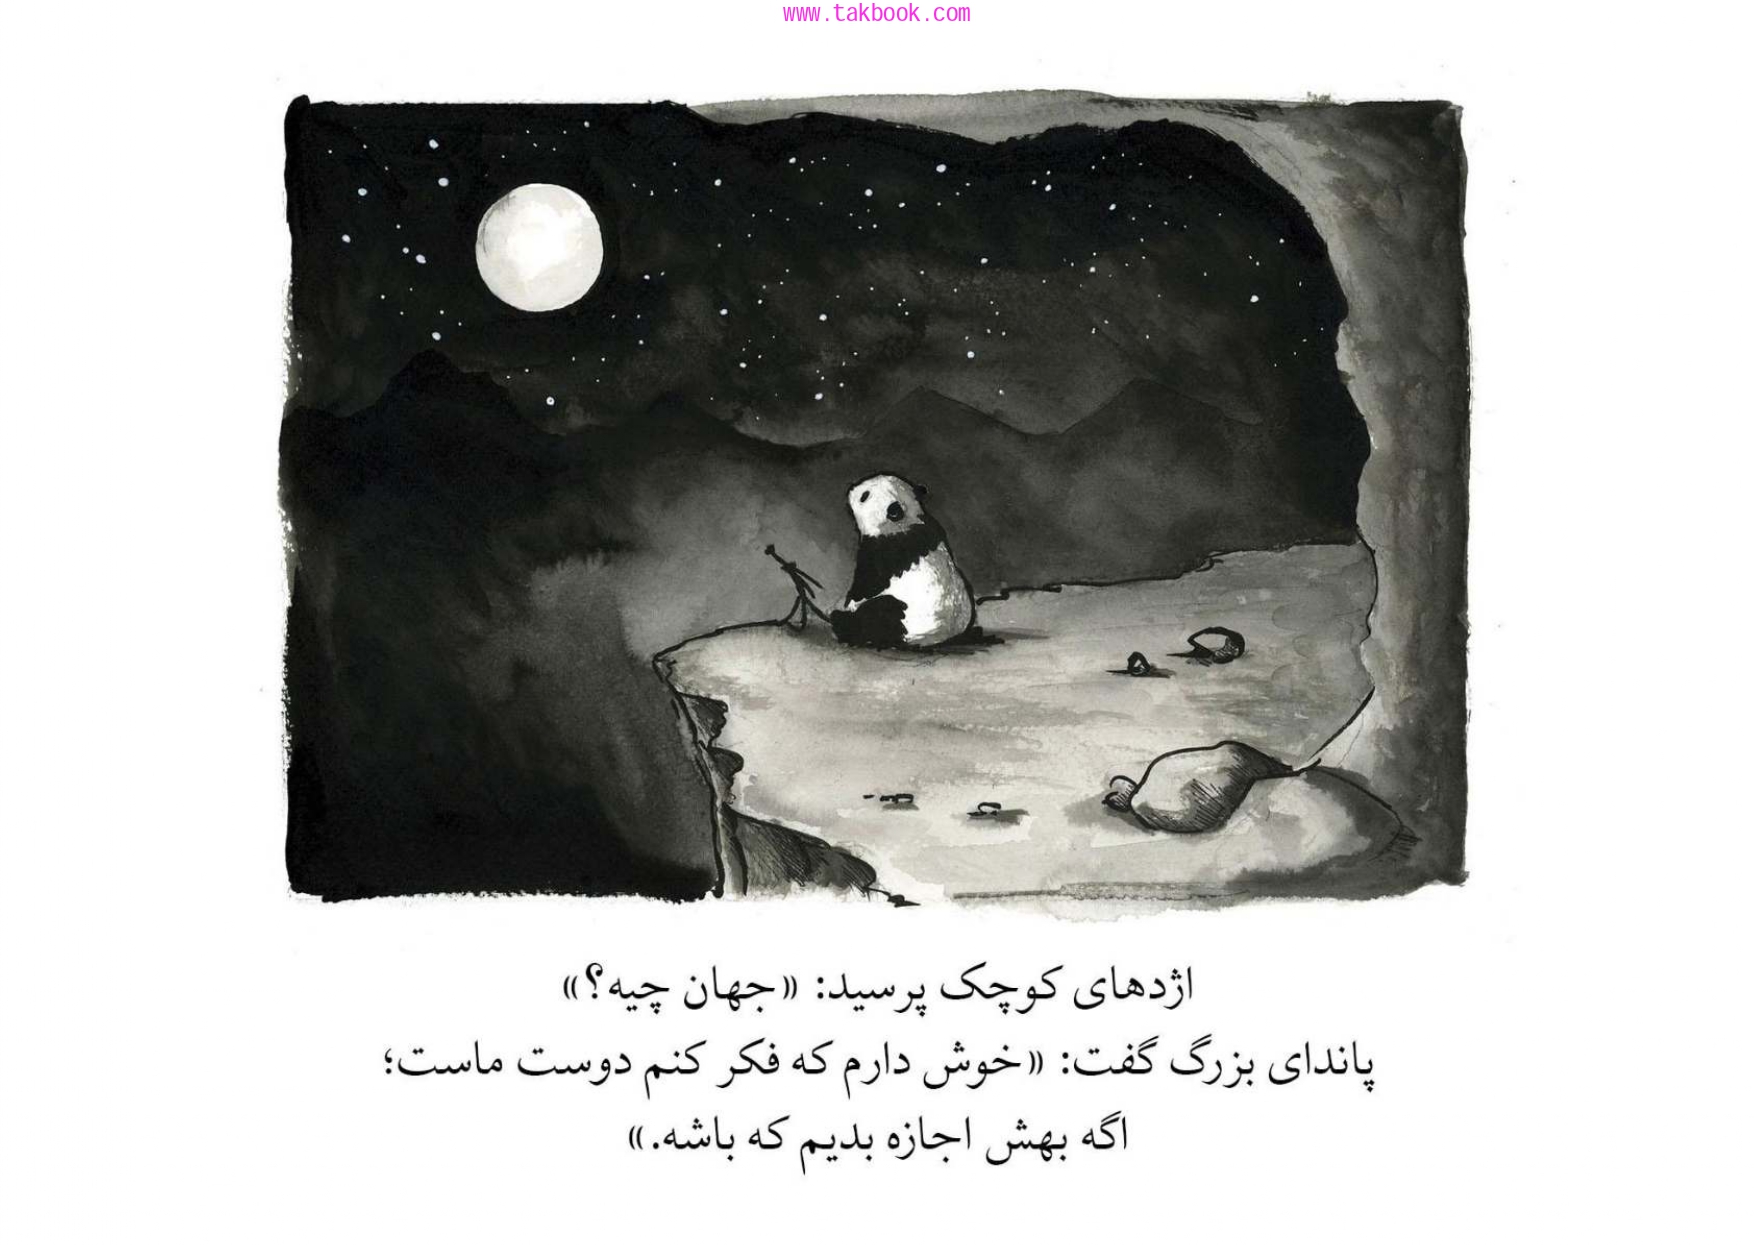 www.takbook.com
اژدهای کوچک پرسید: «جهان چیه؟»
پاندای بزرگ گفت: «خوش دارم که فکر کنم دوست ماست؛
اگه بهش اجازه بدیم که باشه.»